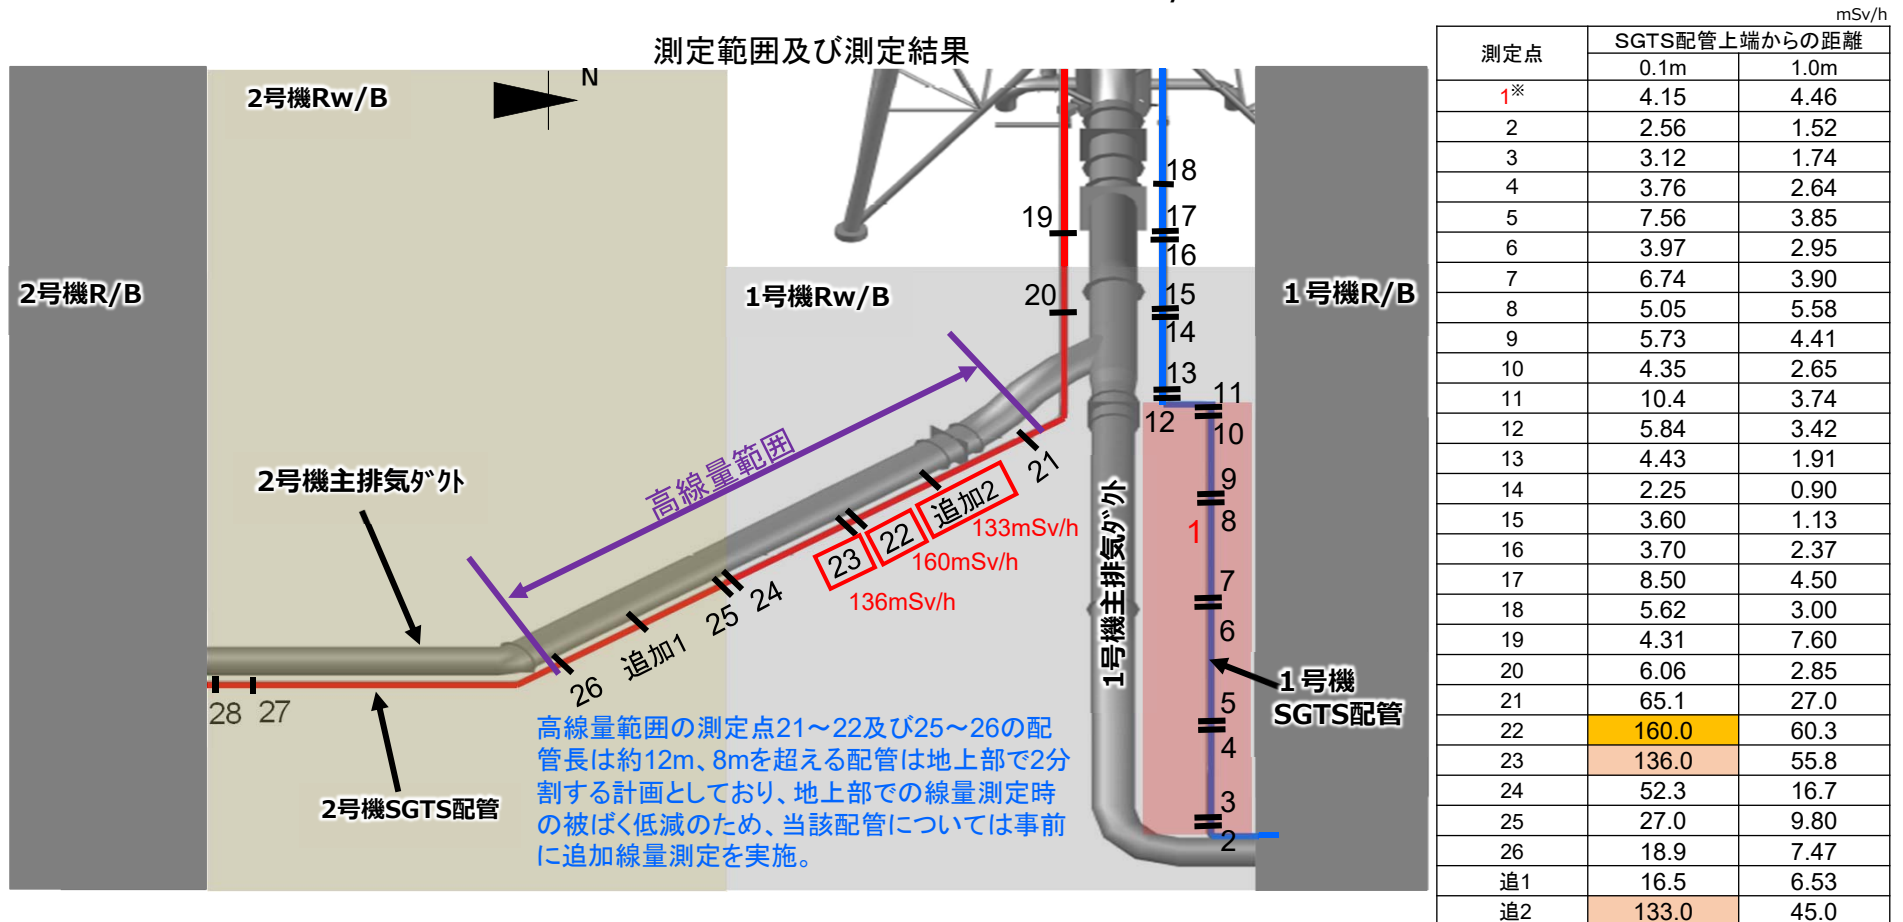 測定範囲及び測定結果
N
2号機Rw/B
2号機R/B
1号機Rw/B
1号機R/B
18
17
16
15
14
13
12
11
10
9
8
1
7
6
5
4
3
2
19
20
21
追加2
133mSv/h
22
160mSv/h
23
136mSv/h
24
25
追加1
26
27
28
高線量範囲
2号機主排気ダクト
1号機主排気ダクト
1号機
SGTS配管
2号機SGTS配管
高線量範囲の測定点21～22及び25～26の配
管長は約12m、8mを超える配管は地上部で2分
割する計画としており、地上部での線量測定時
の被ばく低減のため、当該配管については事前
に追加線量測定を実施。
mSv/h
測定点 SGTS配管上端からの距離
0.1m 1.0m
1※ 4.15 4.46
2 2.56 1.52
3 3.12 1.74
4 3.76 2.64
5 7.56 3.85
6 3.97 2.95
7 6.74 3.90
8 5.05 5.58
9 5.73 4.41
10 4.35 2.65
11 10.4 3.74
12 5.84 3.42
13 4.43 1.91
14 2.25 0.90
15 3.60 1.13
16 3.70 2.37
17 8.50 4.50
18 5.62 3.00
19 4.31 7.60
20 6.06 2.85
21 65.1 27.0
22 160.0 60.3
23 136.0 55.8
24 52.3 16.7
25 27.0 9.80
26 18.9 7.47
追1 16.5 6.53
追2 133.0 45.0